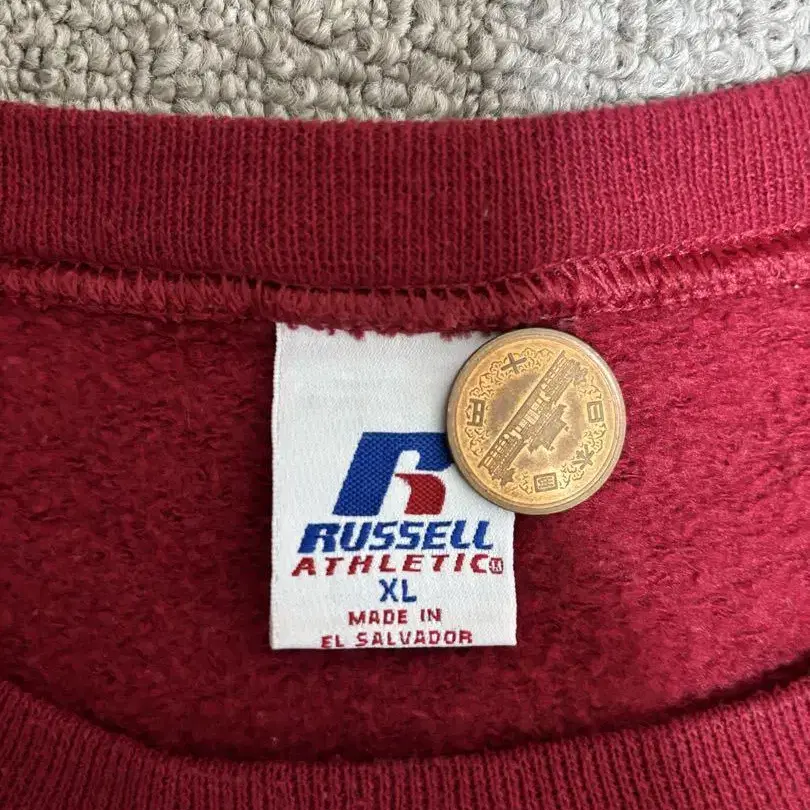 RUSSELL
ATHLETIC
XL
MADE IN
EL SALVADOR